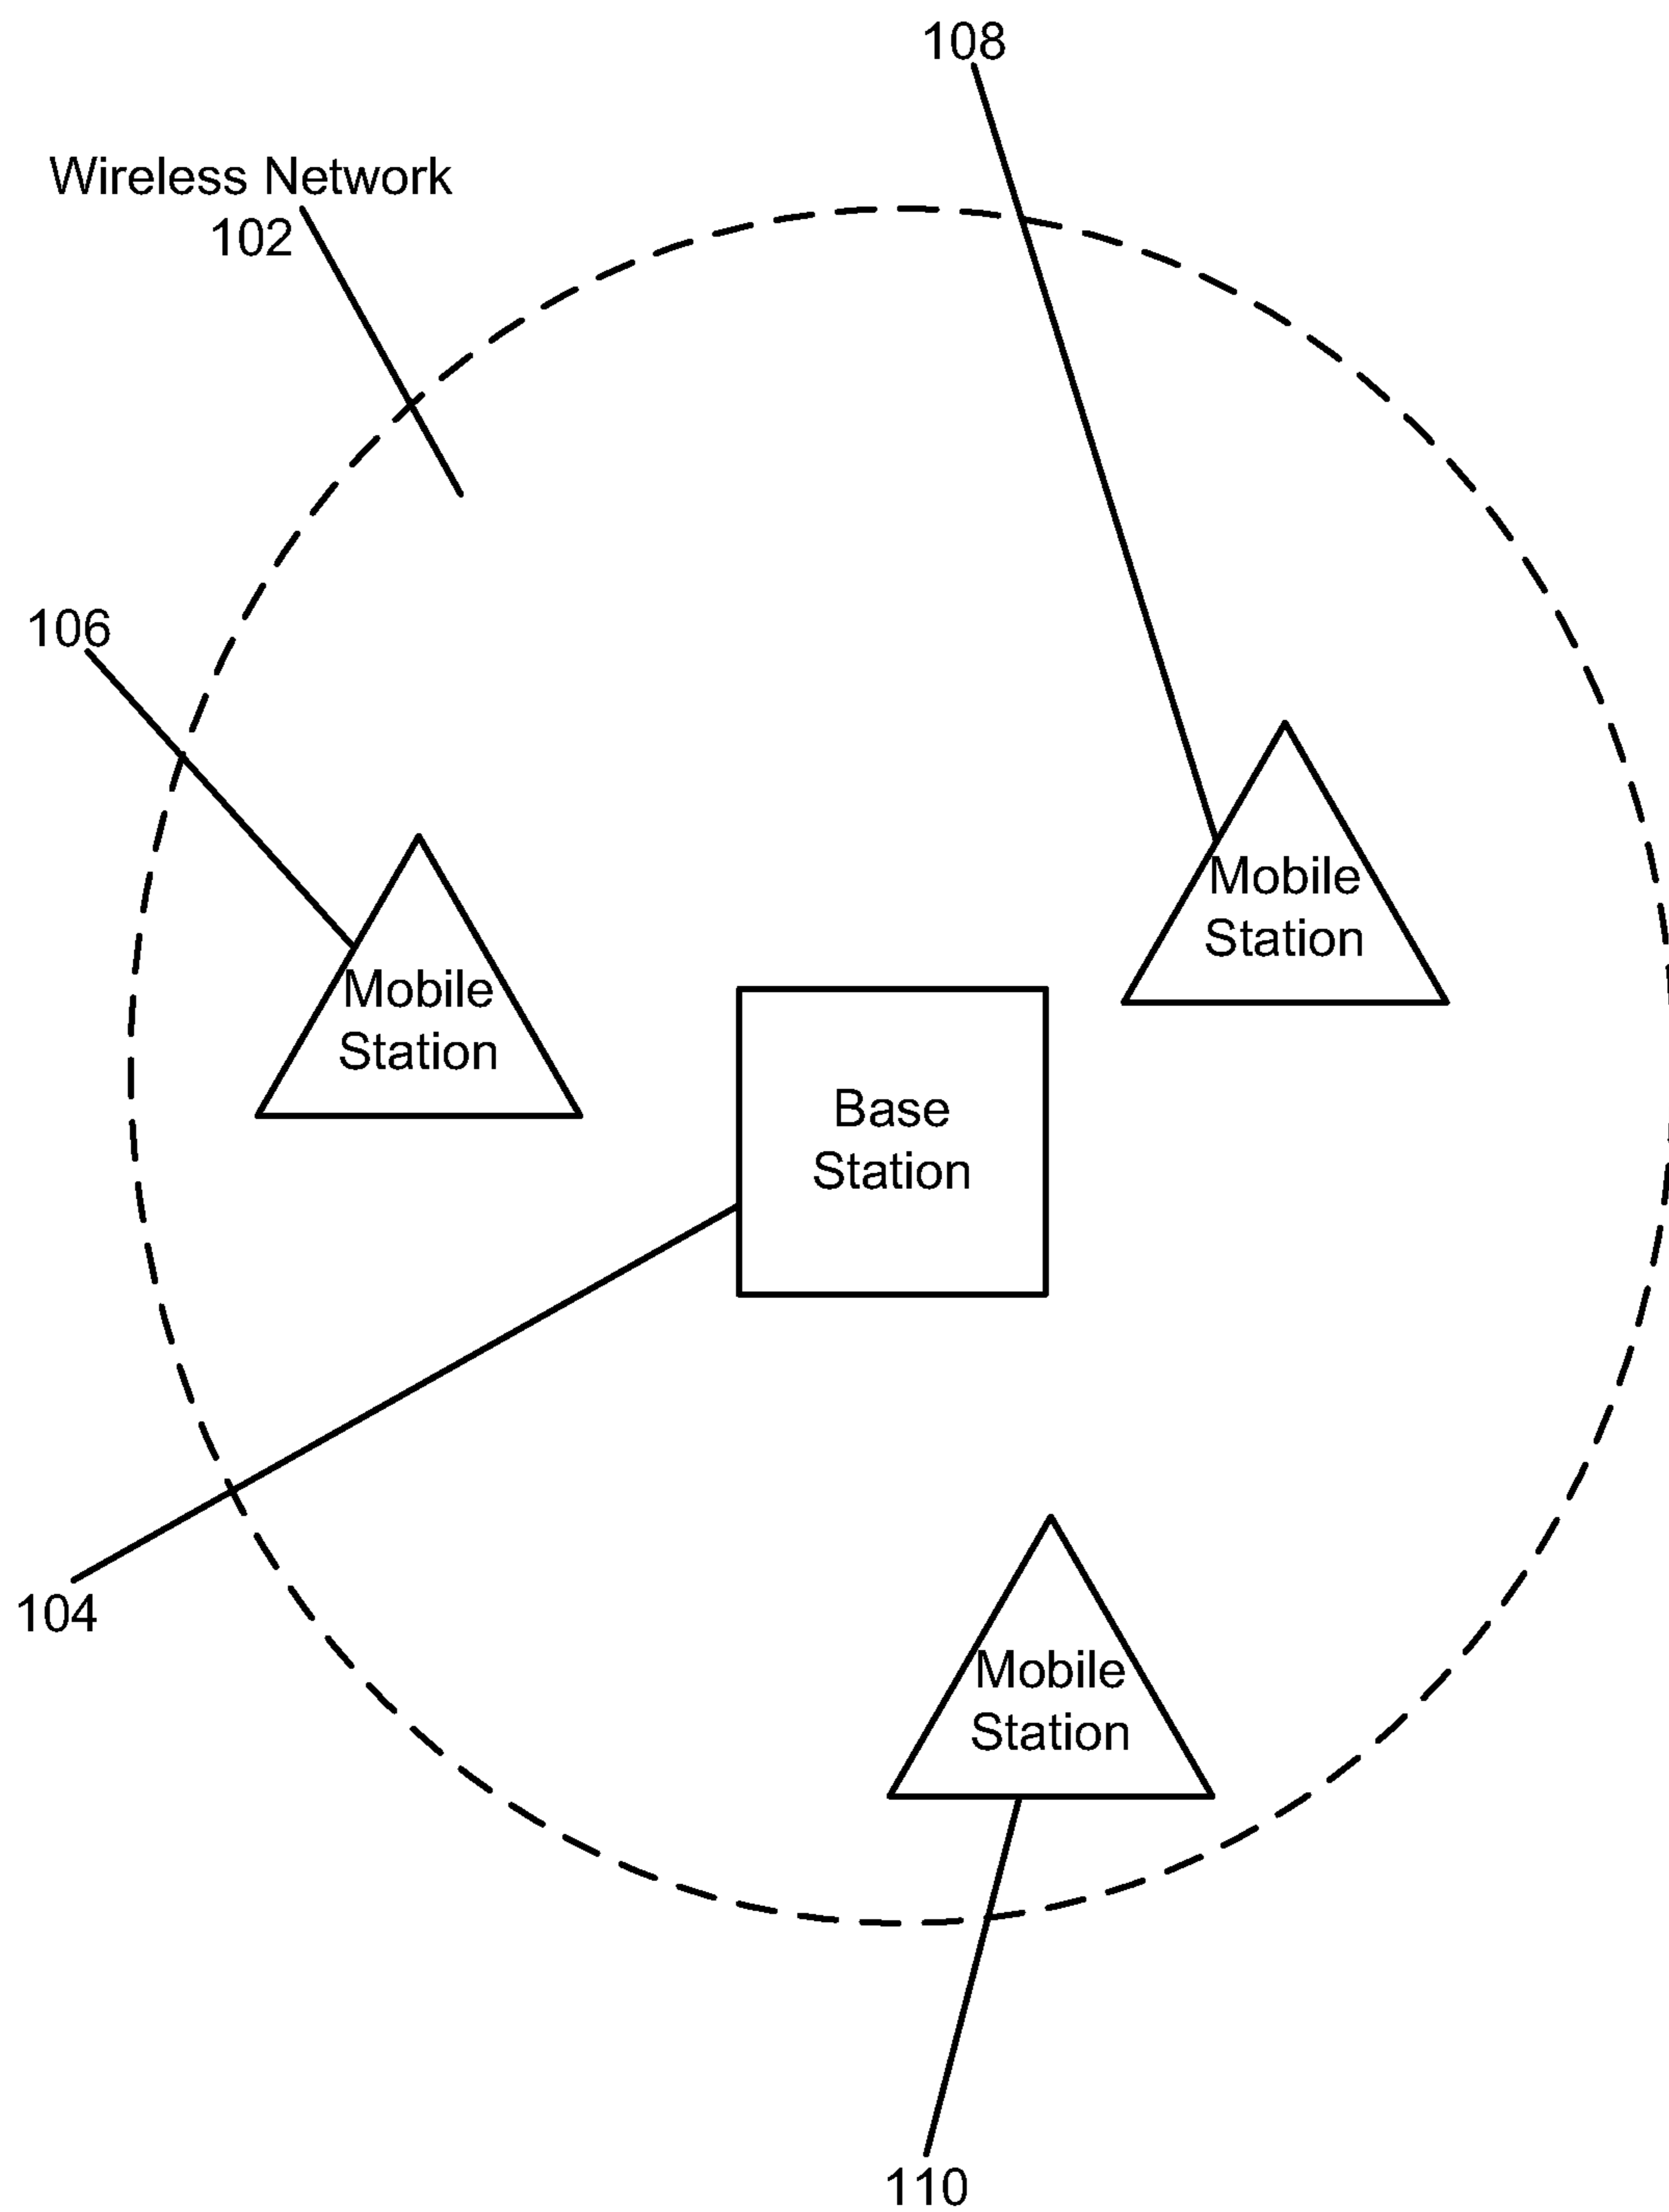 108
Wireless Network
102
106
Mobile
Station
Mobile
Station
Base
Station
104
Mobile
Station
110